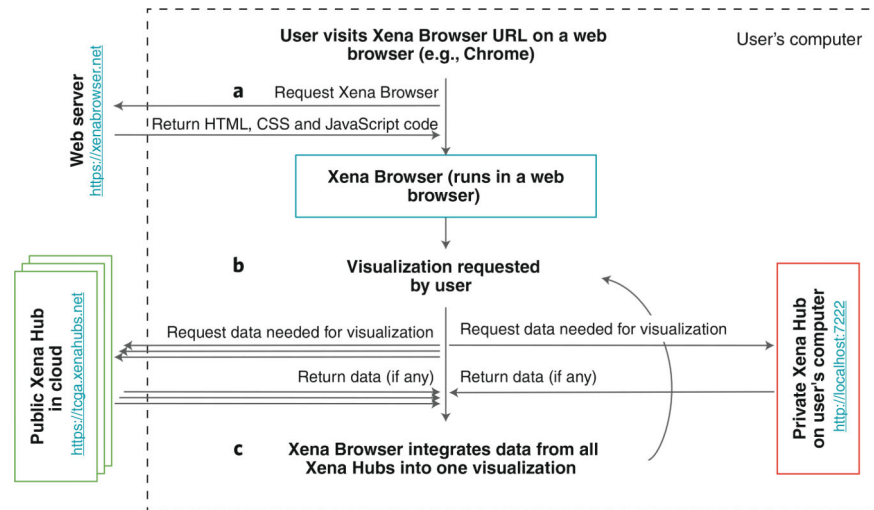 User visits Xena Browser URL on a web
browser (e.g., Chrome)
User's computer
a
Request Xena Browser
Return HTML, CSS and JavaScript code
Web server
https://xenabrowser.net
Xena Browser (runs in a web
browser)
b
Visualization requested
by user
Request data needed for visualization
Request data needed for visualization
Return data (if any)
Return data (if any)
Public Xena Hub
in cloud
https://tcga.xenahubs.net
Private Xena Hub
on user's computer
http://localhost:7222
c
Xena Browser integrates data from all
Xena Hubs into one visualization